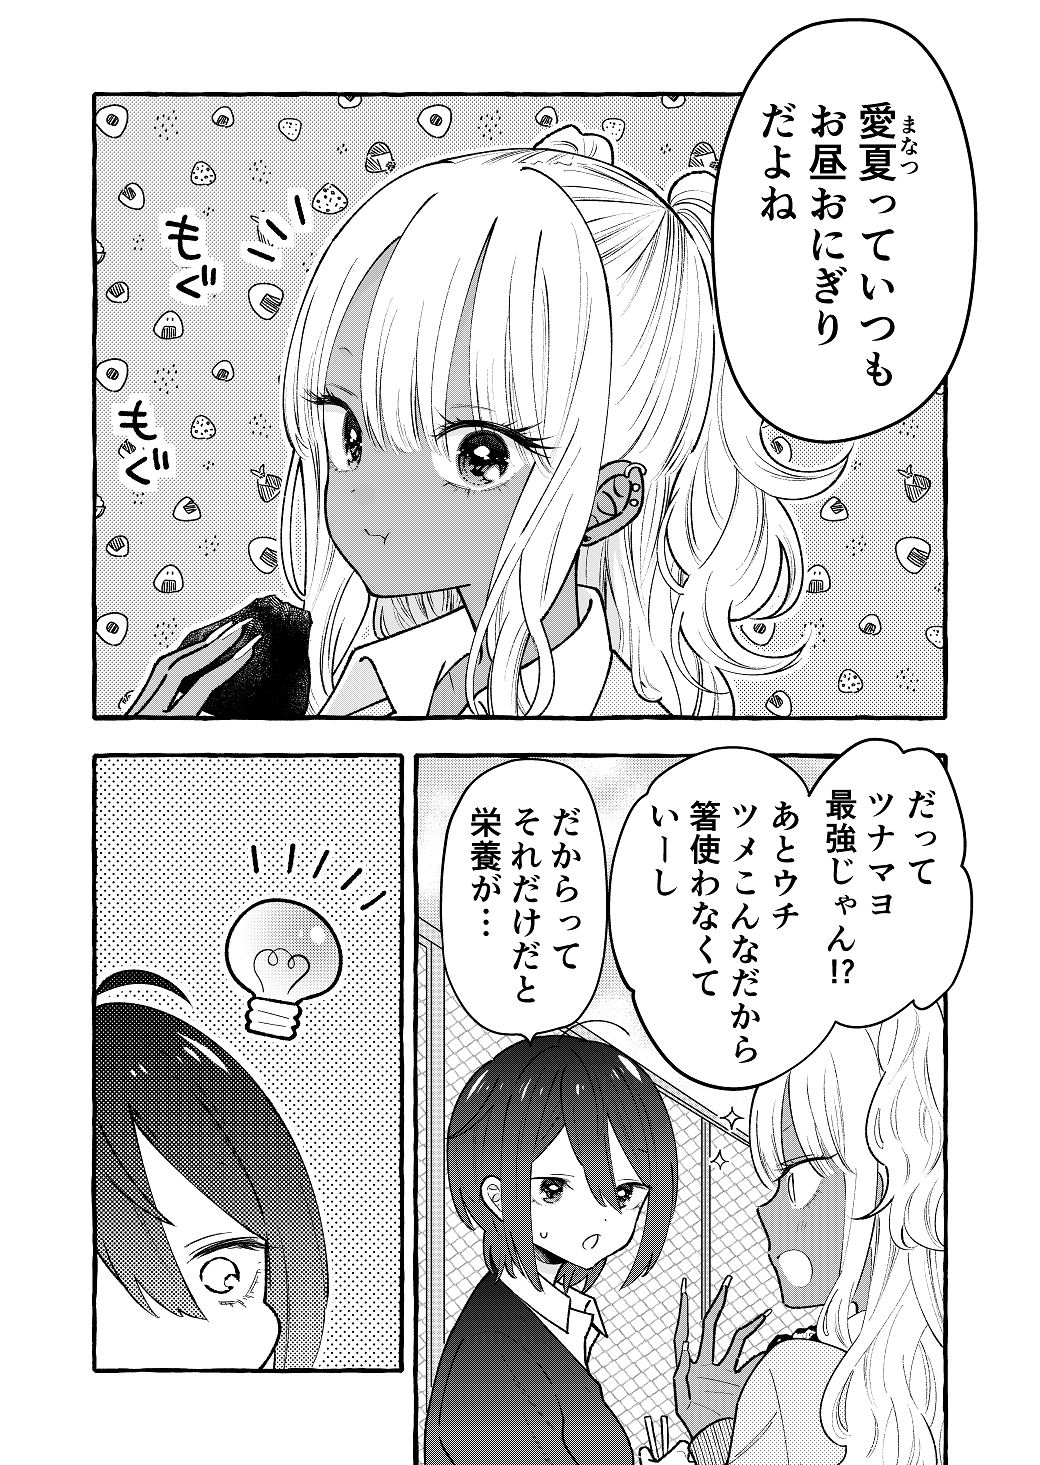 愛夏っていつも
まなつ
お昼おにぎり
だよね
もぐ
もぐ
だって
ツナマヨ
最強じゃん!?
あとウチ
ツメこんなだから
箸使わなくて
いーし
だからって
それだけだと
栄養が…